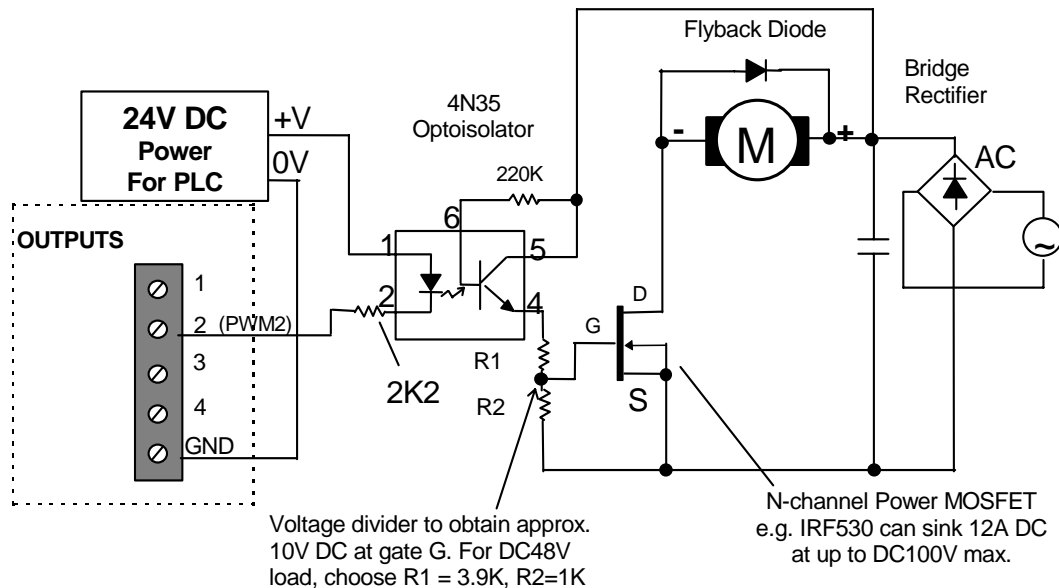 Flyback Diode
Bridge
Rectifier
24V DC
Power
For PLC
+V
0V
4N35
Optoisolator
220K
- M +
AC
~
OUTPUTS
6
1
5
2
4
1
2 (PWM2)
3
4
GND
2K2
R1
R2
D
G
S
Voltage divider to obtain approx.
10V DC at gate G. For DC48V
load, choose R1 = 3.9K, R2=1K
N-channel Power MOSFET
e.g. IRF530 can sink 12A DC
at up to DC100V max.